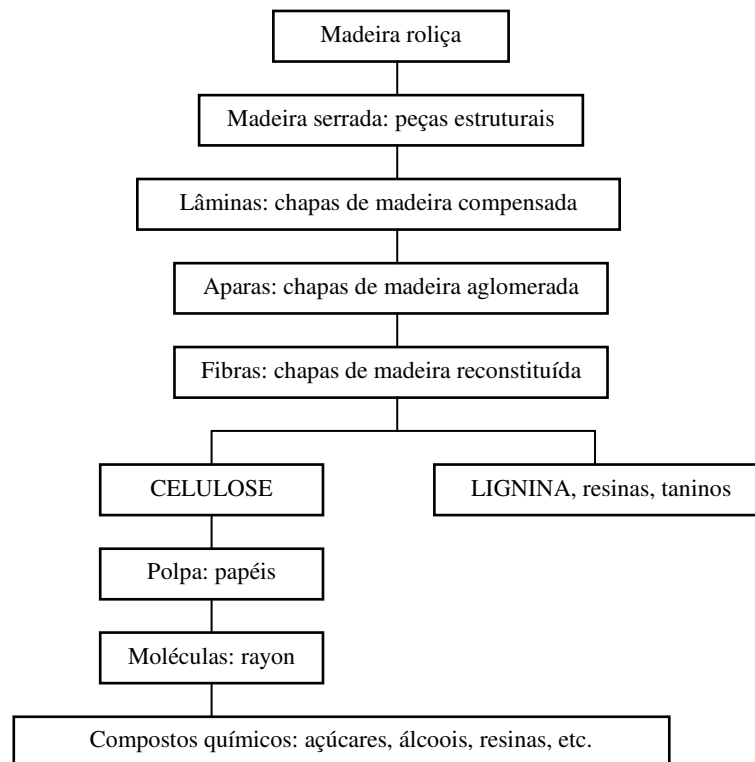 Madeira roliça
Madeira serrada: peças estruturais
Lâminas: chapas de madeira compensada
Aparas: chapas de madeira aglomerada
Fibras: chapas de madeira reconstituída
CELULOSE
LIGNINA, resinas, taninos
Polpa: papéis
Moléculas: rayon
Compostos químicos: açúcares, álcoois, resinas, etc.